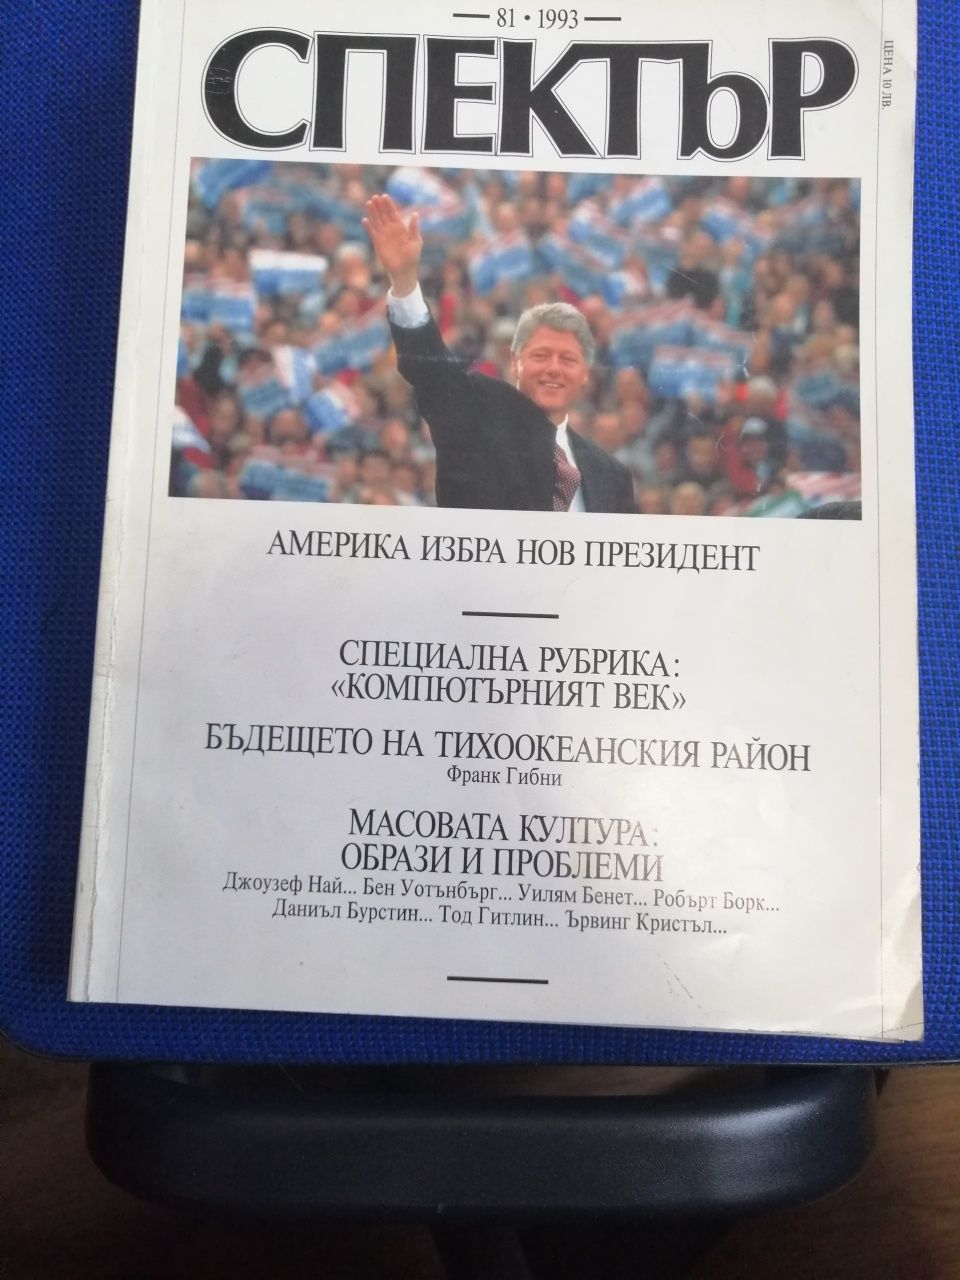 81 • 1993
СПЕКТЪР
ЦЕНА 10 ЛВ.
АМЕРИКА ИЗБРА НОВ ПРЕЗИДЕНТ
СПЕЦИАЛНА РУБРИКА:
«КОМПЮТЪРНИЯТ ВЕК»
БЪДЕЩЕТО НА ТИХООКЕАНСКИЯ РАЙОН
Франк Гибни
МАСОВАТА КУЛТУРА:
ОБРАЗИ И ПРОБЛЕМИ
Джоузеф Най... Бен Уотънбърг... Уилям Бенет... Робърт Борк...
Даниъл Бурстин... Тод Гитлин... Ървинг Кристъл...